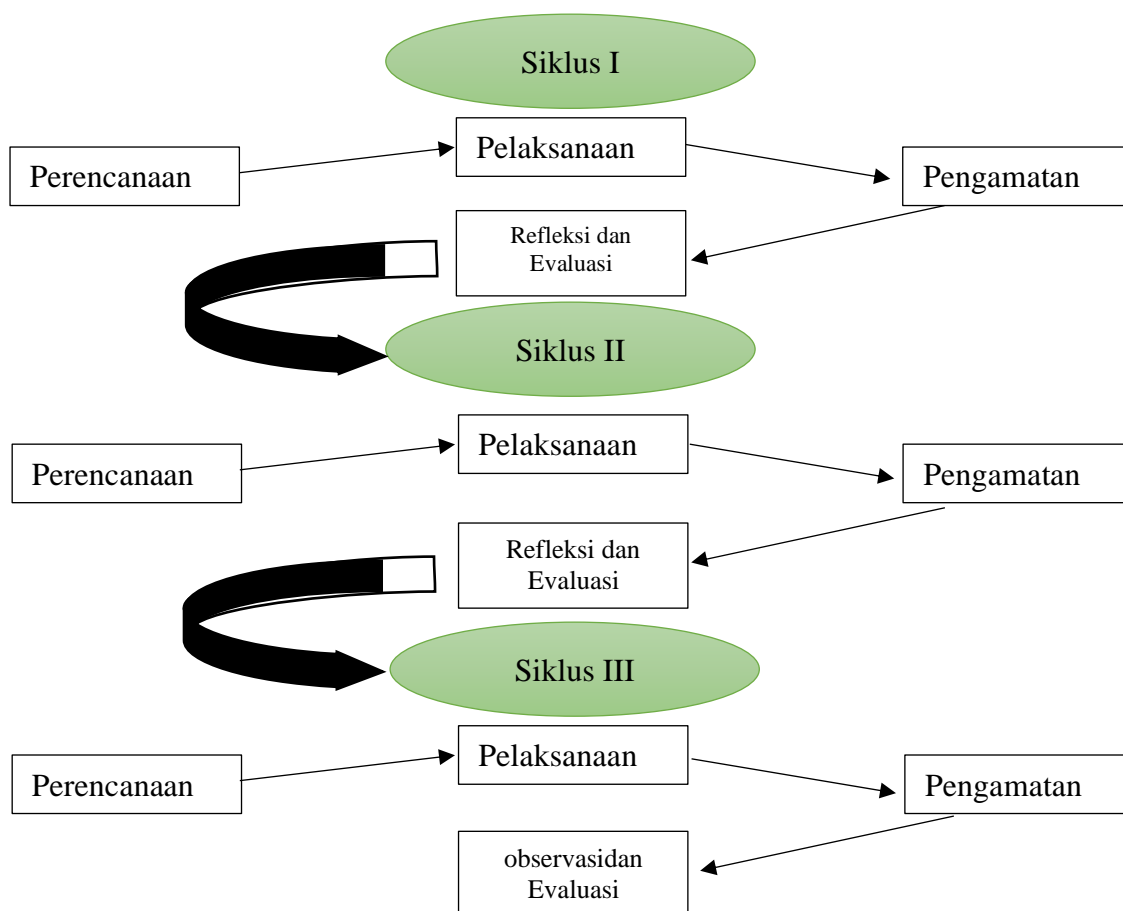 Siklus I
Perencanaan
Pelaksanaan
Pengamatan
Refleksi dan
Evaluasi
Siklus II
Perencanaan
Pelaksanaan
Pengamatan
Refleksi dan
Evaluasi
Siklus III
Perencanaan
Pelaksanaan
Pengamatan
observasidan
Evaluasi